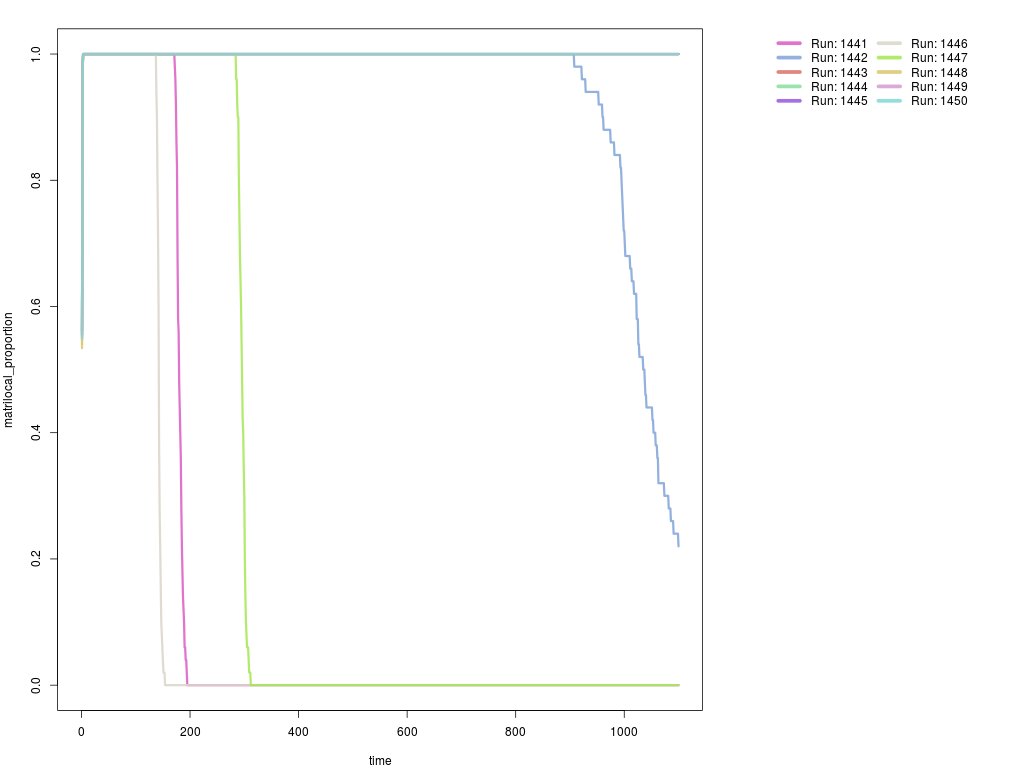 1.0
0.8
0.6
0.4
0.2
0.0
matrilocal_proportion
0 200 400 600 800 1000
time
Run: 1441 Run: 1446
Run: 1442 Run: 1447
Run: 1443 Run: 1448
Run: 1444 Run: 1449
Run: 1445 Run: 1450